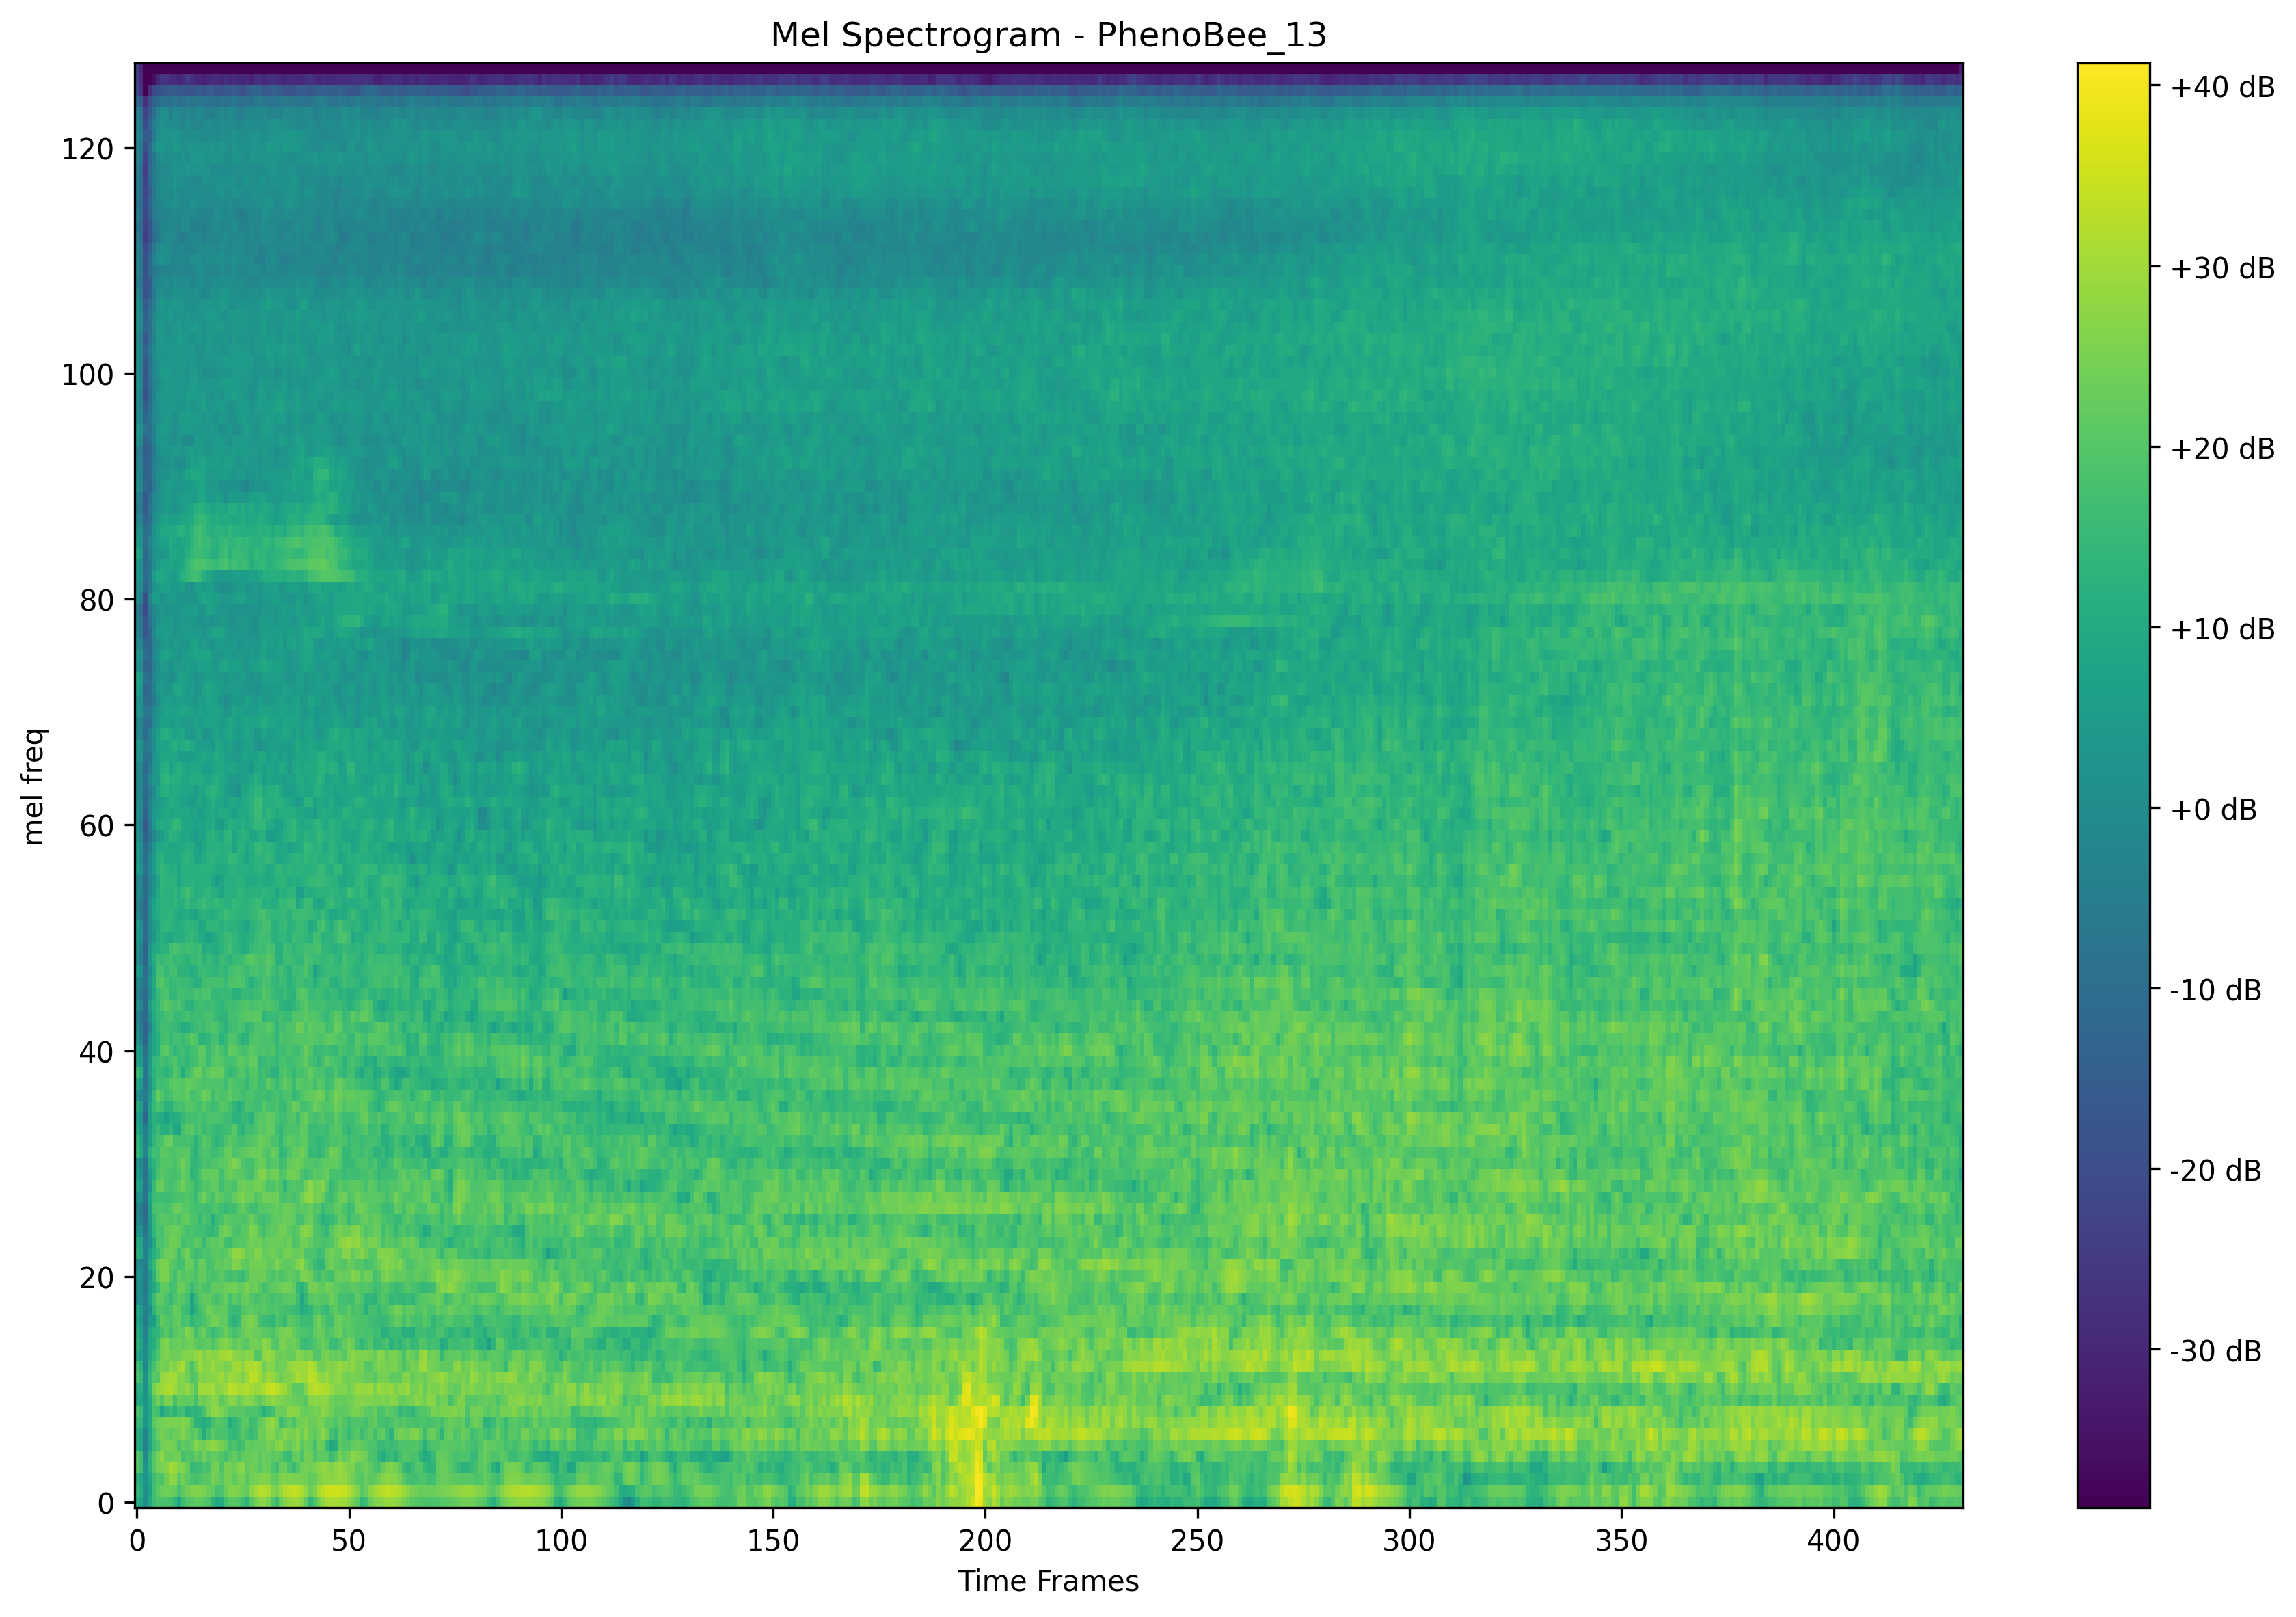 Mel Spectrogram - PhenoBee_13
mel freq
120
100
80
60
40
20
0
0 50 100 150 200 250 300 350 400
Time Frames
+40 dB
+30 dB
+20 dB
+10 dB
+0 dB
-10 dB
-20 dB
-30 dB